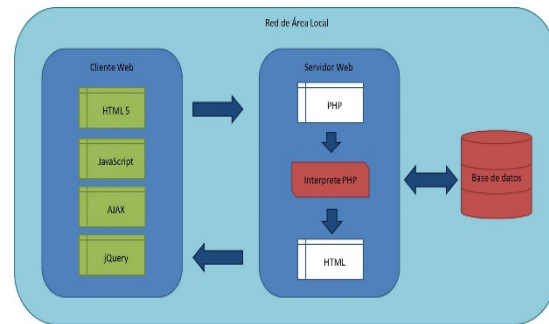 Red de Área Local
Cliente Web
HTML 5
JavaScript
AJAX
jQuery
Servidor Web
PHP
Interprete PHP
HTML
Base de datos